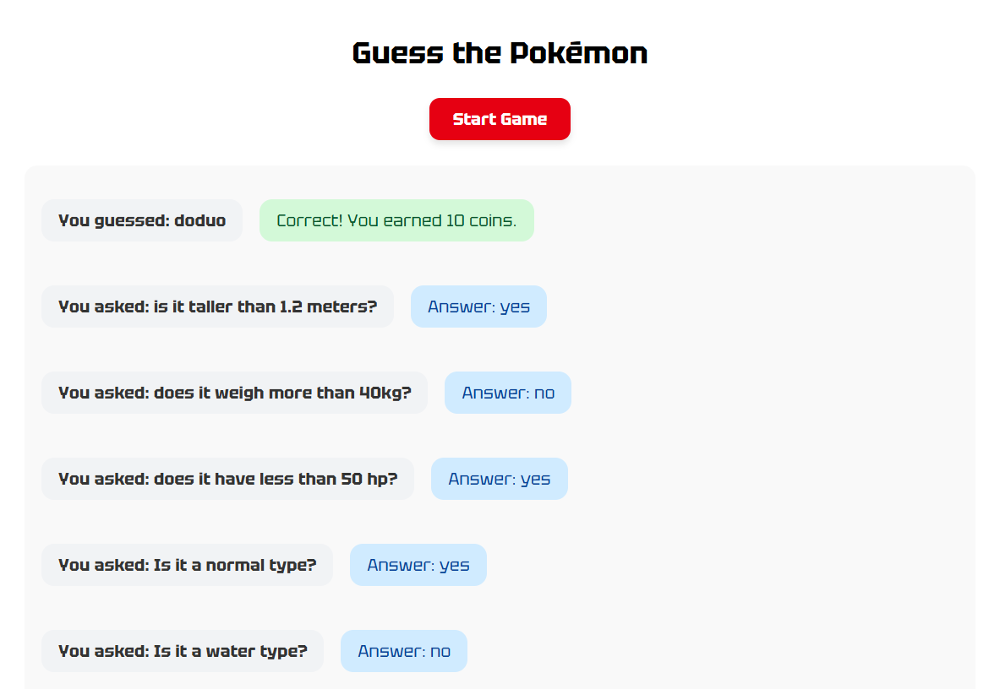 Guess the Pokémon
Start Game
You guessed: doduo
Correct! You earned 10 coins.
You asked: is it taller than 1.2 meters?
Answer: yes
You asked: does it weigh more than 40kg?
Answer: no
You asked: does it have less than 50 hp?
Answer: yes
You asked: Is it a normal type?
Answer: yes
You asked: Is it a water type?
Answer: no